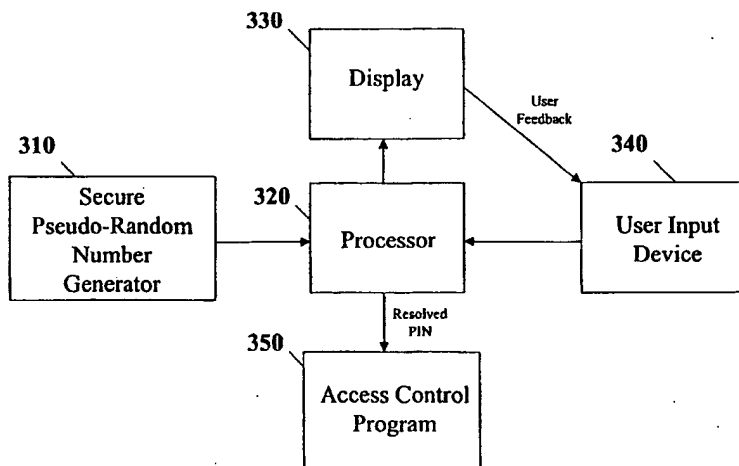 330
Display
User
Feedback
310
Secure
Pseudo-Random
Number
Generator
320
Processor
340
User Input
Device
Resolved
PIN
350
Access Control
Program